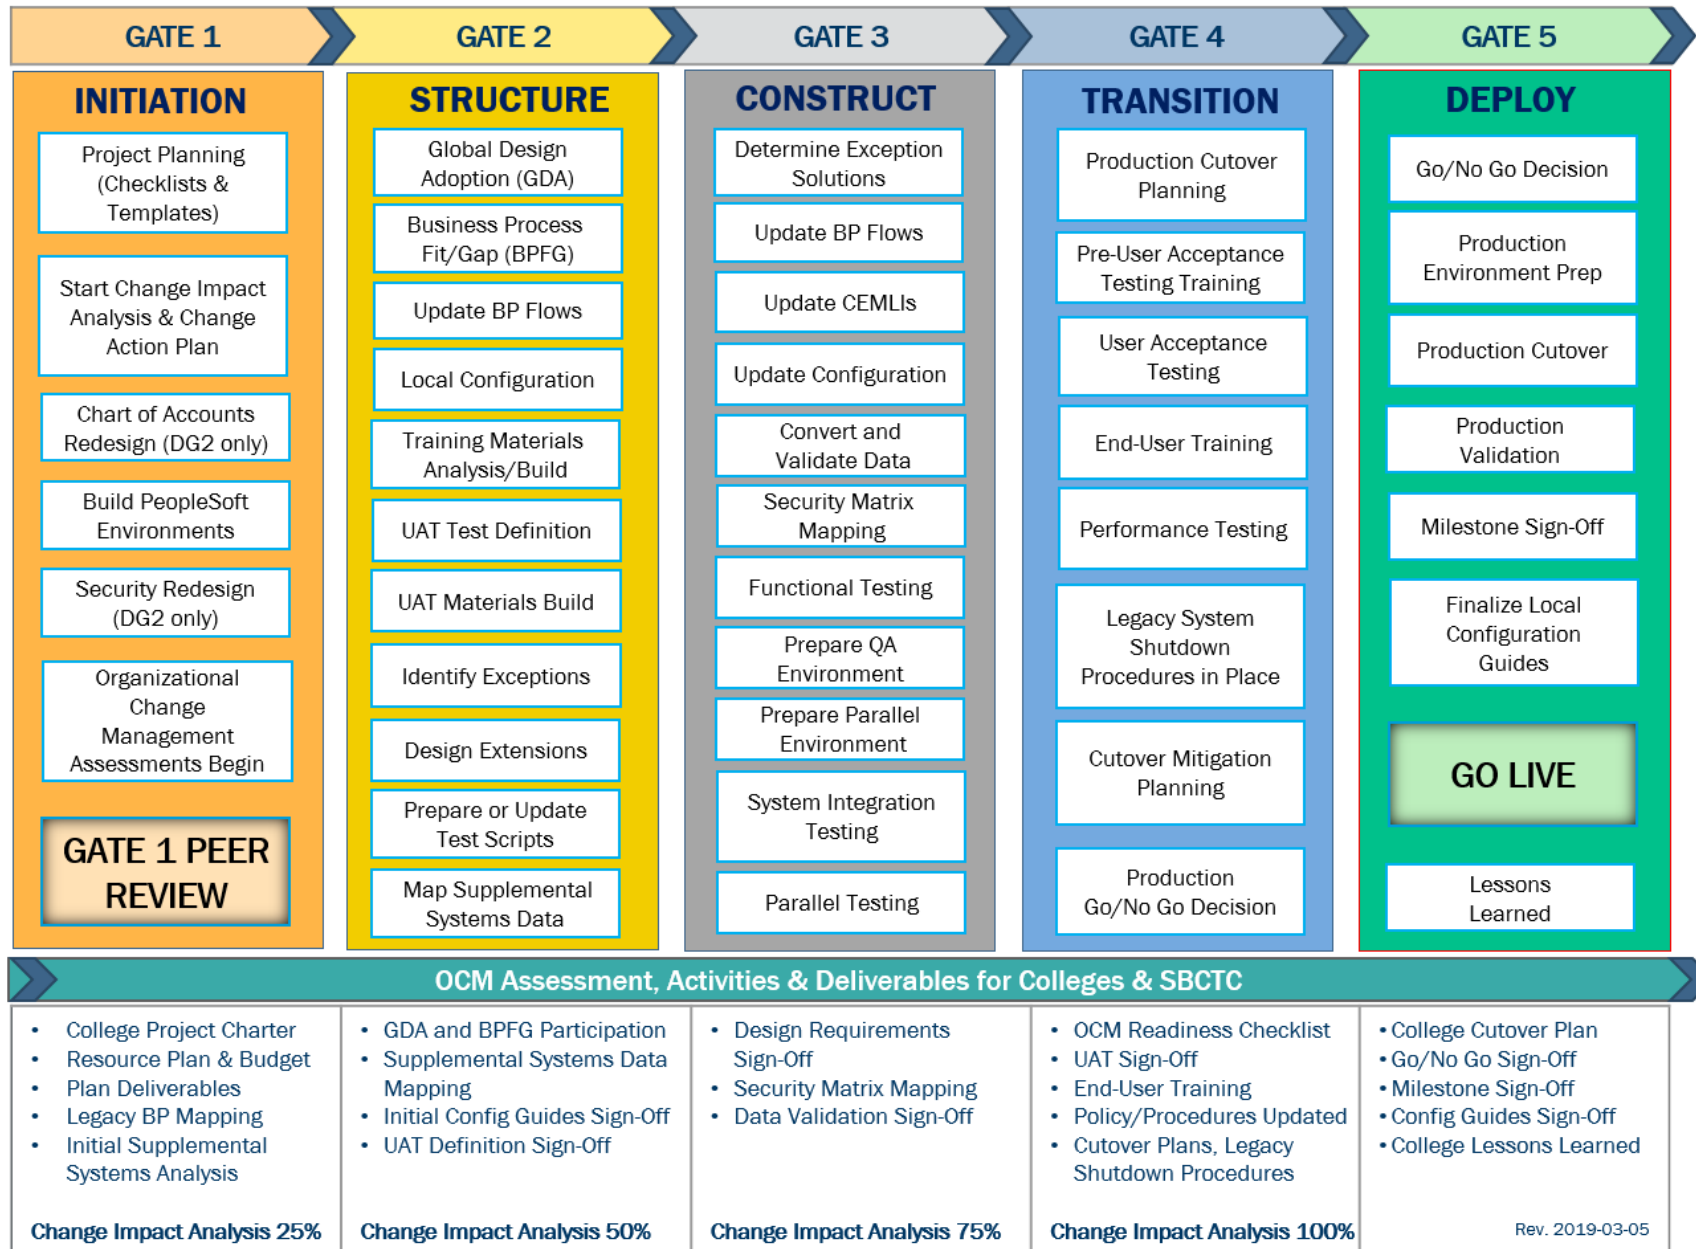 GATE 1
GATE 2
GATE 3
GATE 4
GATE 5
INITIATION
Project Planning
(Checklists &
Templates)
Start Change Impact
Analysis & Change
Action Plan
Chart of Accounts
Redesign (DG2 only)
Build PeopleSoft
Environments
Security Redesign
(DG2 only)
Organizational
Change
Management
Assessments Begin
GATE 1 PEER
REVIEW
STRUCTURE
Global Design
Adoption (GDA)
Business Process
Fit/Gap (BPFG)
Update BP Flows
Local Configuration
Training Materials
Analysis/Build
UAT Test Definition
UAT Materials Build
Identify Exceptions
Design Extensions
Prepare or Update
Test Scripts
Map Supplemental
Systems Data
CONSTRUCT
Determine Exception
Solutions
Update BP Flows
Update CEMLIs
Update Configuration
Convert and
Validate Data
Security Matrix
Mapping
Functional Testing
Prepare QA
Environment
Prepare Parallel
Environment
System Integration
Testing
Parallel Testing
TRANSITION
Production Cutover
Planning
Pre-User Acceptance
Testing Training
User Acceptance
Testing
End-User Training
Performance Testing
Legacy System
Shutdown
Procedures in Place
Cutover Mitigation
Planning
Production
Go/No Go Decision
DEPLOY
Go/No Go Decision
Production
Environment Prep
Production Cutover
Production
Validation
Milestone Sign-Off
Finalize Local
Configuration
Guides
GO LIVE
Lessons
Learned
OCM Assessment, Activities & Deliverables for Colleges & SBCTC
• College Project Charter
• Resource Plan & Budget
• Plan Deliverables
• Legacy BP Mapping
• Initial Supplemental
Systems Analysis
Change Impact Analysis 25%
• GDA and BPFG Participation
• Supplemental Systems Data
Mapping
• Initial Config Guides Sign-Off
• UAT Definition Sign-Off
Change Impact Analysis 50%
• Design Requirements
Sign-Off
• Security Matrix Mapping
• Data Validation Sign-Off
Change Impact Analysis 75%
• OCM Readiness Checklist
• UAT Sign-Off
• End-User Training
• Policy/Procedures Updated
• Cutover Plans, Legacy
Shutdown Procedures
Change Impact Analysis 100%
• College Cutover Plan
• Go/No Go Sign-Off
• Milestone Sign-Off
• Config Guides Sign-Off
• College Lessons Learned
Rev. 2019-03-05